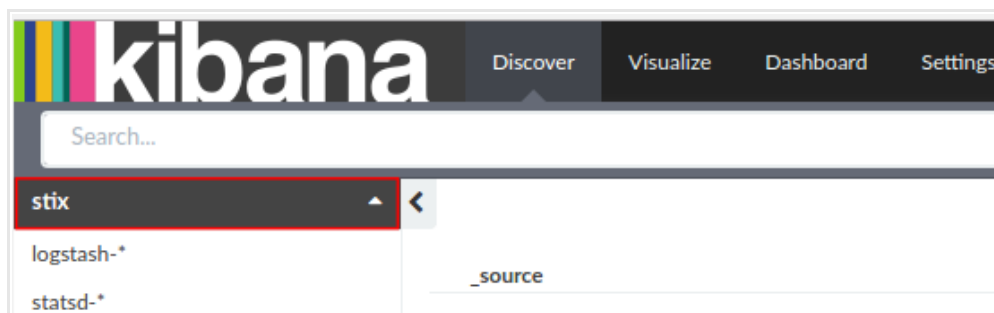 kibana Discover Visualize Dashboard Settings
Search...
stix
logstash-*
_source
statsd-*